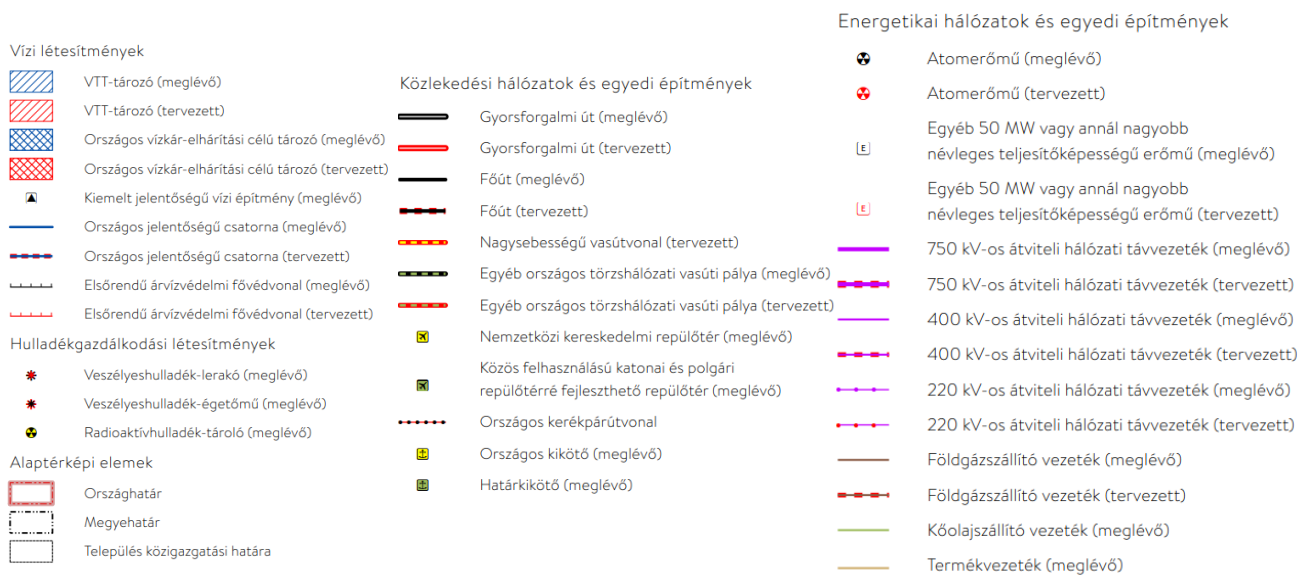 Vízi létesítmények
VTT-tározó (meglévő)
VTT-tározó (tervezett)
Országos vízkár-elhárítási célú tározó (meglévő)
Országos vízkár-elhárítási célú tározó (tervezett)
Kiemelt jelentőségű vízi építmény (meglévő)
Országos jelentőségű csatorna (meglévő)
Országos jelentőségű csatorna (tervezett)
Elsőrendű árvízvédelmi fővédvonal (meglévő)
Elsőrendű árvízvédelmi fővédvonal (tervezett)
Hulladékgazdálkodási létesítmények
Veszélyeshulladék-lerakó (meglévő)
Veszélyeshulladék-égetőmű (meglévő)
Radioaktívhulladék-tároló (meglévő)
Alaptérképi elemek
Országhatár
Megyehatár
Település közigazgatási határa
Közlekedési hálózatok és egyedi építmények
Gyorsforgalmi út (meglévő)
Gyorsforgalmi út (tervezett)
Főút (meglévő)
Főút (tervezett)
Nagysebességű vasútvonal (tervezett)
Egyéb országos törzshálózati vasúti pálya (meglévő)
Egyéb országos törzshálózati vasúti pálya (tervezett)
Nemzetközi kereskedelmi repülőtér (meglévő)
Közös felhasználású katonai és polgári
repülőtérré fejleszthető repülőtér (meglévő)
Országos kerékpárútvonal
Országos kikötő (meglévő)
Határkikötő (meglévő)
Energetikai hálózatok és egyedi építmények
Atomerőmű (meglévő)
Atomerőmű (tervezett)
Egyéb 50 MW vagy annál nagyobb
E névleges teljesítőképességű erőmű (meglévő)
Egyéb 50 MW vagy annál nagyobb
E névleges teljesítőképességű erőmű (tervezett)
750 kV-os átviteli hálózati távvezeték (meglévő)
750 kV-os átviteli hálózati távvezeték (tervezett)
400 kV-os átviteli hálózati távvezeték (meglévő)
400 kV-os átviteli hálózati távvezeték (tervezett)
220 kV-os átviteli hálózati távvezeték (meglévő)
220 kV-os átviteli hálózati távvezeték (tervezett)
Földgázszállító vezeték (meglévő)
Földgázszállító vezeték (tervezett)
Kőolajszállító vezeték (meglévő)
Termékvezeték (meglévő)